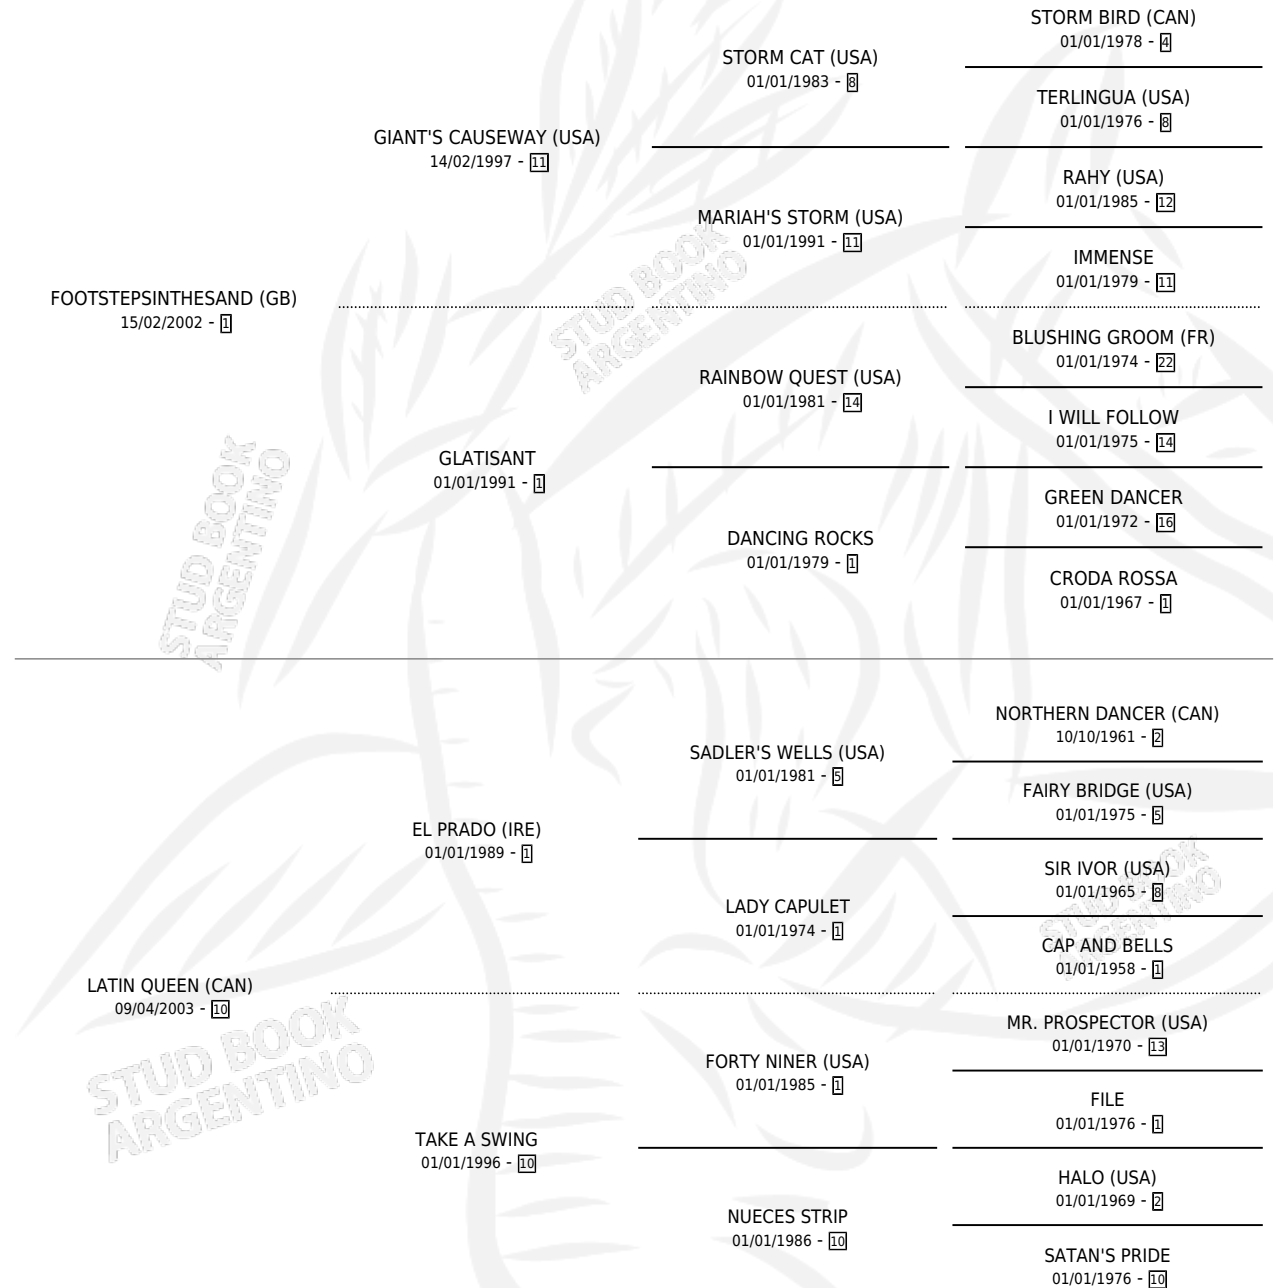 STORM BIRD (CAN)
01/01/1978 - 4
STORM CAT (USA)
01/01/1983 - 8
TERLINGUA (USA)
01/01/1976 - 8
GIANT'S CAUSEWAY (USA)
14/02/1997 - 11
RAHY (USA)
01/01/1985 - 12
MARIAH'S STORM (USA)
01/01/1991 - 11
IMMENSE
01/01/1979 - 11
FOOTSTEPSINTHESAND (GB)
15/02/2002 - 1
BLUSHING GROOM (FR)
01/01/1974 - 22
RAINBOW QUEST (USA)
01/01/1981 - 14
I WILL FOLLOW
01/01/1975 - 14
GLATISANT
01/01/1991 - 1
GREEN DANCER
01/01/1972 - 16
DANCING ROCKS
01/01/1979 - 1
CRODA ROSSA
01/01/1967 - 1
STUD BOOK
ARGENTINO
STUD BOOK
ARGENTINO
NORTHERN DANCER (CAN)
10/10/1961 - 2
SADLER'S WELLS (USA)
01/01/1981 - 5
FAIRY BRIDGE (USA)
01/01/1975 - 5
EL PRADO (IRE)
01/01/1989 - 1
SIR IVOR (USA)
01/01/1965 - 8
LADY CAPULET
01/01/1974 - 1
CAP AND BELLS
01/01/1958 - 1
STUD BOOK
ARGENTINO
LATIN QUEEN (CAN)
09/04/2003 - 10
MR. PROSPECTOR (USA)
01/01/1970 - 13
FORTY NINER (USA)
01/01/1985 - 1
FILE
01/01/1976 - 1
STUD BOOK
ARGENTINO
TAKE A SWING
01/01/1996 - 10
HALO (USA)
01/01/1969 - 2
NUECES STRIP
01/01/1986 - 10
SATAN'S PRIDE
01/01/1976 - 10